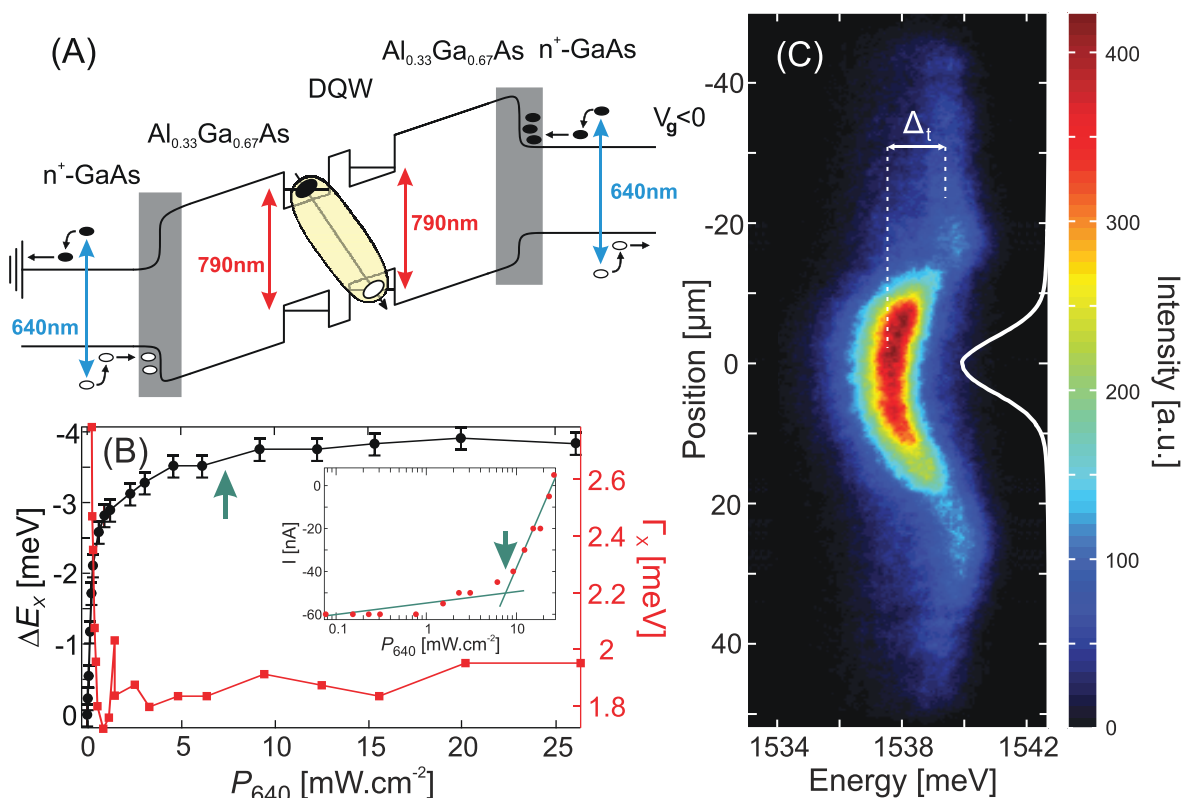 (A)
Al0.33Ga0.67As n+-GaAs
DQW
Al0.33Ga0.67As
Vg<0
n+-GaAs
640nm
790nm
790nm
640nm
(B)
-4
-3
-2
-1
0
ΔEX [meV]
0 5 10 15 20 25
P640 [mW.cm-2]
2.6
2.4
2.2
2
1.8
ΓX [meV]
0
-20
-40
-60
I [nA]
0.1 1 10
P640 [mW.cm-2]
(C)
Δt
-40
-20
0
20
40
Position [µm]
1534 1538 1542
Energy [meV]
400
300
200
100
0
Intensity [a.u.]